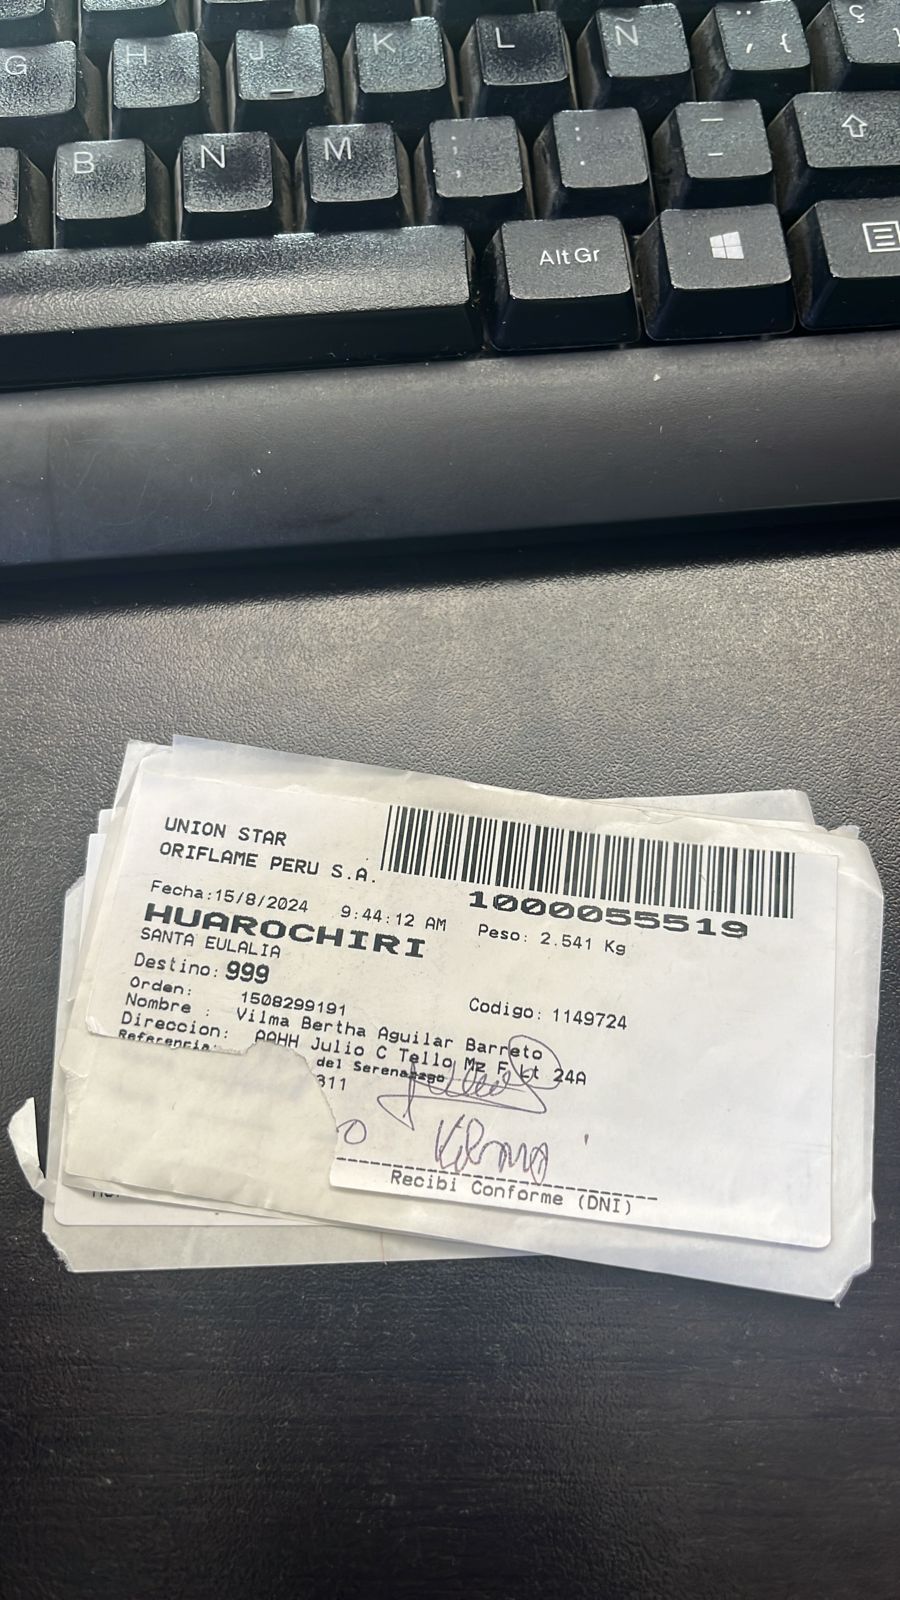 G H J K L Ñ ¨ ´ { Ç }
B N M ; , : . _ -
Alt Gr
UNION STAR
ORIFLAME PERU S.A.
1000055519
Fecha:15/8/2024 9:44:12 AM
Peso: 2.541 Kg
HUAROCHIRI
SANTA EULALIA
Destino: 999
Orden: 1508299191
Codigo: 1149724
Nombre : Vilma Bertha Aguilar Barreto
Direccion: AAHH Julio C Tello Mz F Lt 24A
Referencia: del Serenazgo
311
Vilma
Recibi Conforme (DNI)